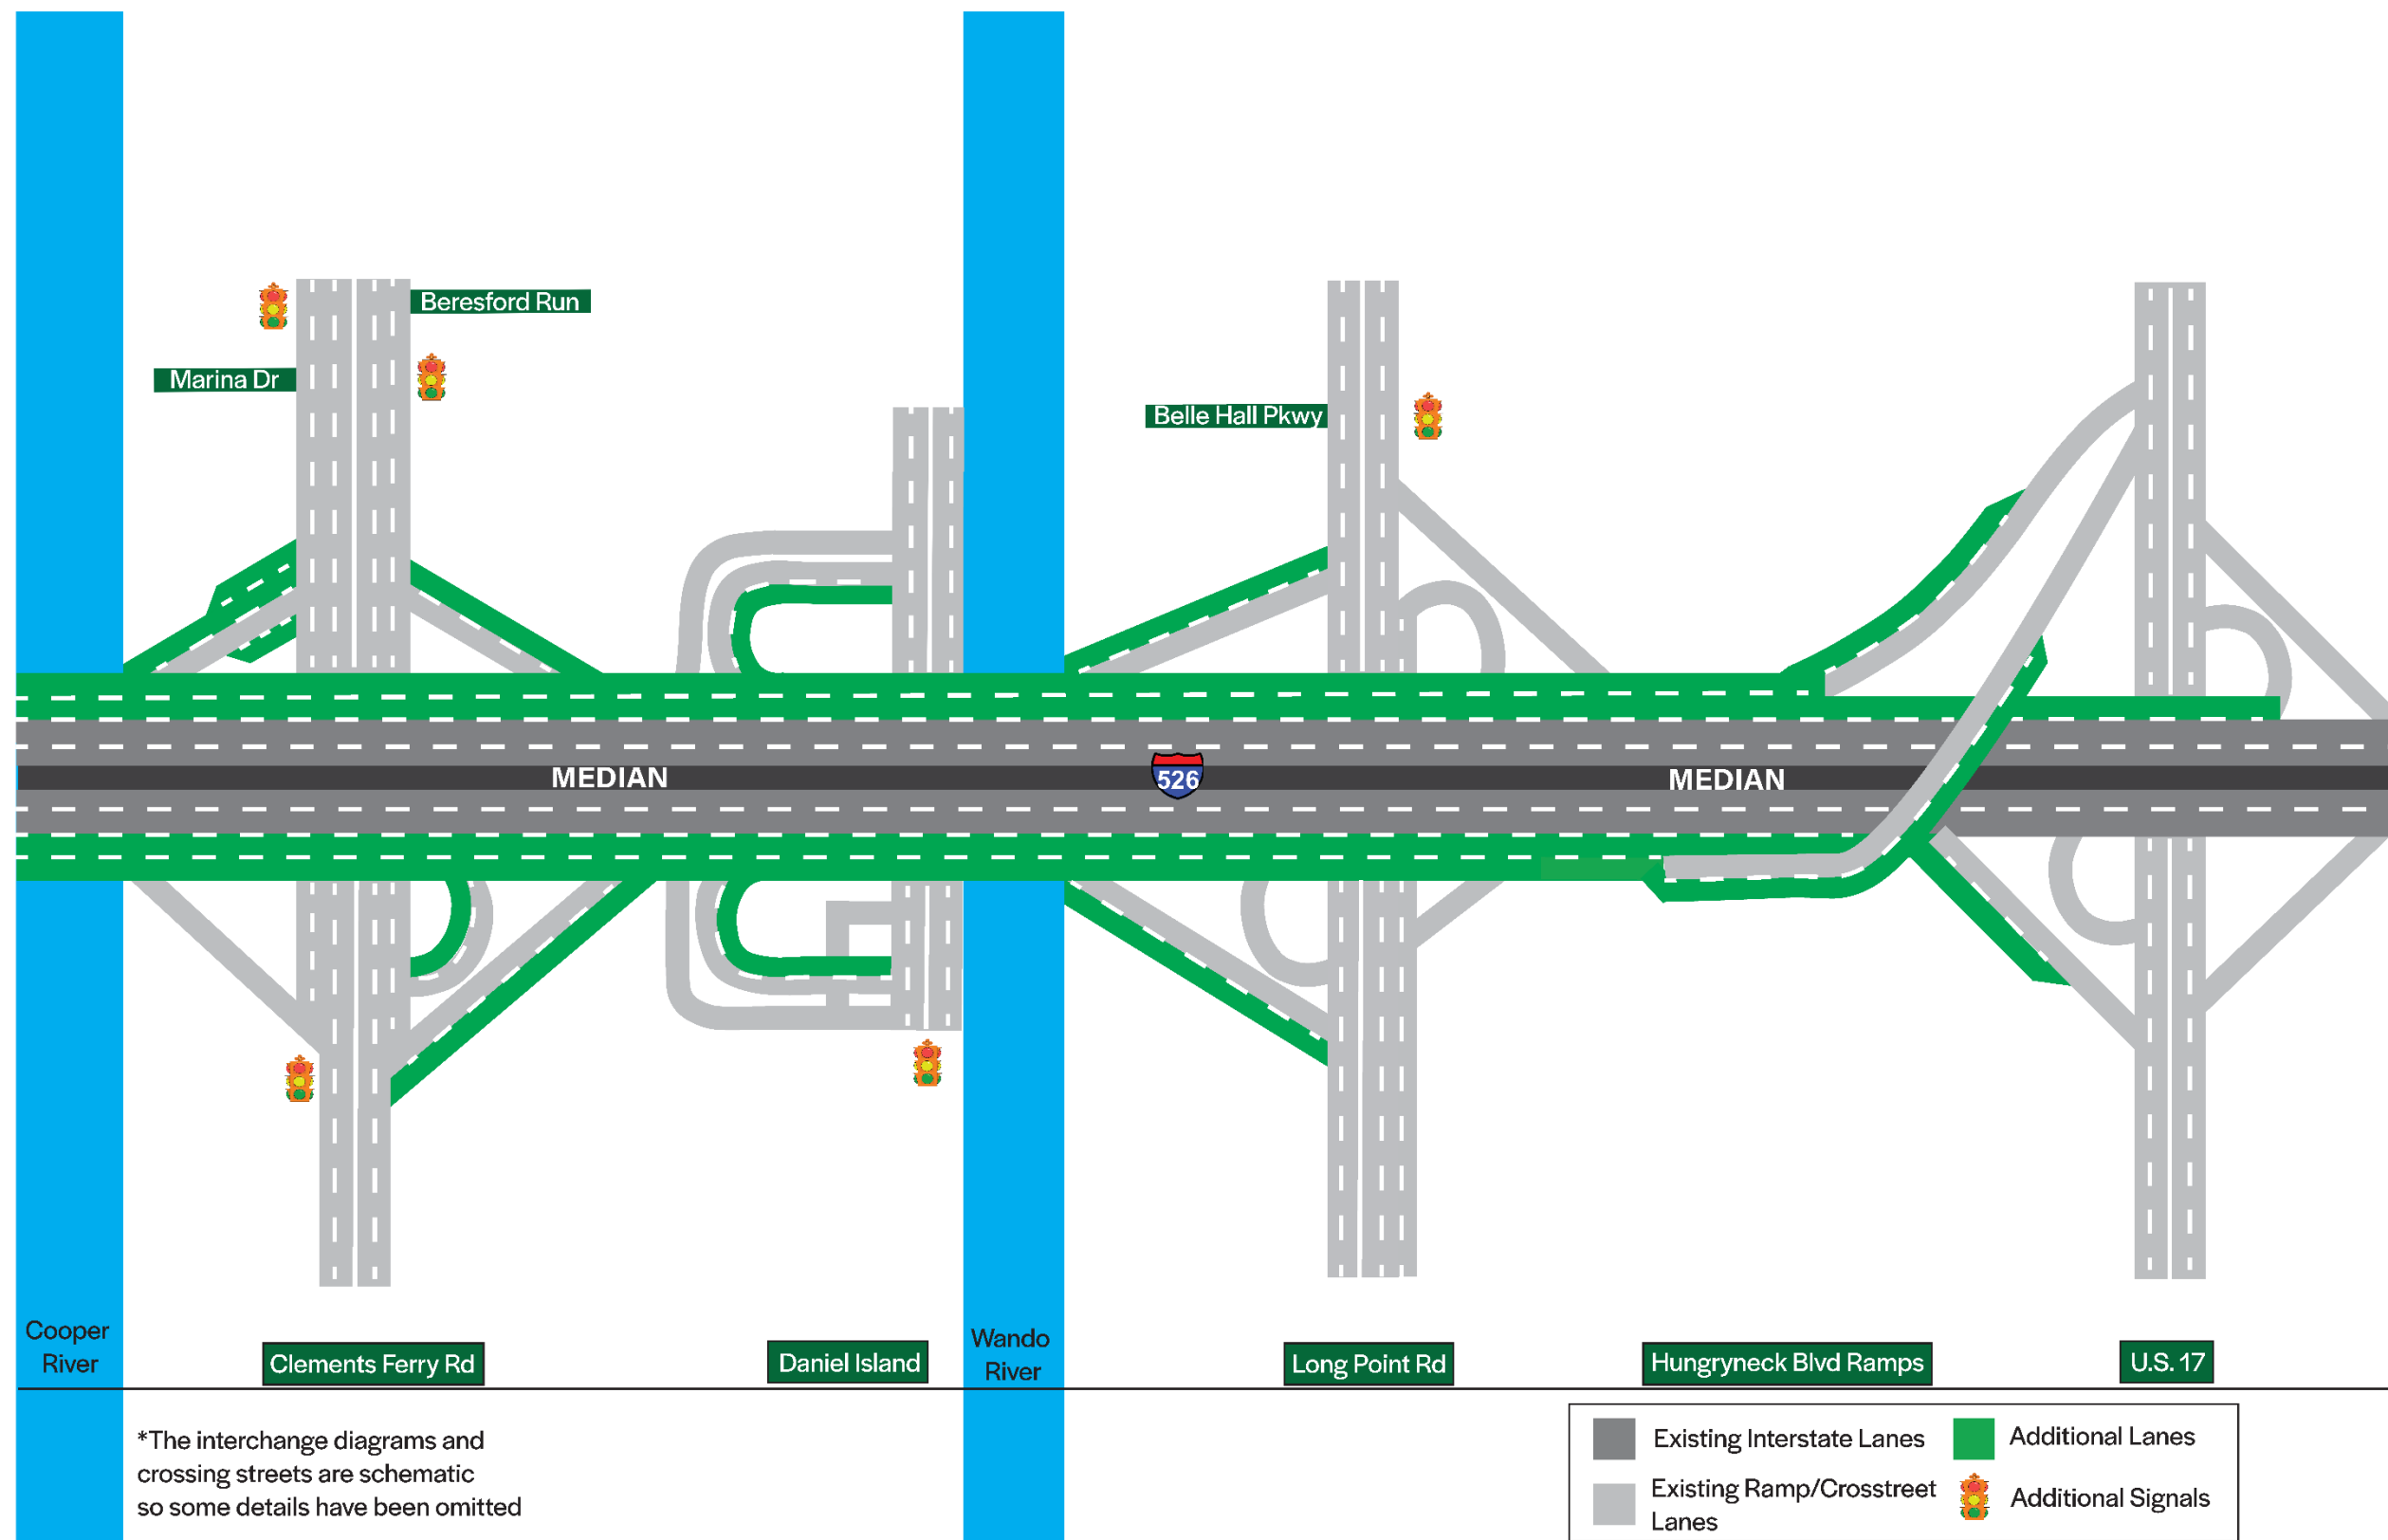 Beresford Run
Marina Dr
Belle Hall Pkwy
MEDIAN
526
MEDIAN
Cooper
River
Clements Ferry Rd
Daniel Island
Wando
River
Long Point Rd
Hungryneck Blvd Ramps
U.S. 17
*The interchange diagrams and
crossing streets are schematic
so some details have been omitted
Existing Interstate Lanes
Additional Lanes
Existing Ramp/Crosstreet
Lanes
Additional Signals